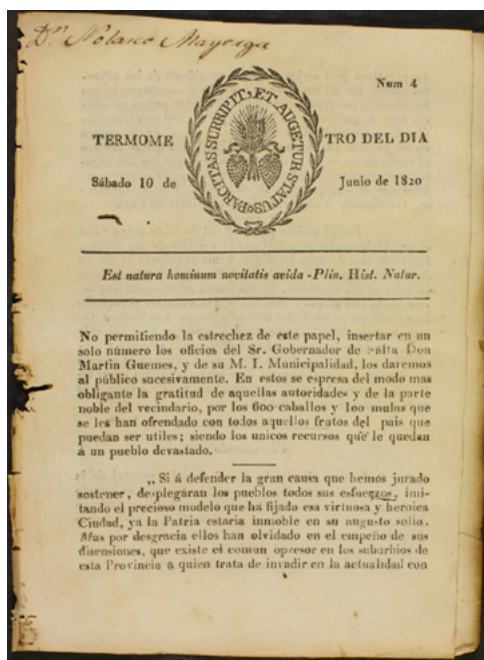 Dn. Nolasco Mayorga
Num 4
PARCITAS SURRIPIT, ET AUGETUR STATUS
TERMOME TRO DEL DIA
Sábado 10 de Junio de 1820
Est natura hominum novitatis avida -Plin. Hist. Natur.
No permitiendo la estrechez de este papel, insertar en un
solo número los oficios del Sr. Gobernador de Salta Don
Martin Guemes, y de su M. I. Municipalidad, los daremos
al público sucesivamente. En estos se espresa del modo mas
obligante la gratitud de aquellas autoridades y de la parte
noble del vecindario, por los 600 caballos y 100 mulas que
se les han ofrendado con todos aquellos frutos del pais que
puedan ser utiles; siendo los unicos recursos que le quedan
á un pueblo devastado.
,, Si á defender la gran causa que hemos jurado
sostener, desplegáran los pueblos todos sus esfuerzos, imi-
tando el precioso modelo que ha fijado esa virtuosa y heroica
Ciudad, ya la Patria estaria inmoble en su augusto solio.
Mas por desgracia ellos han olvidado en el empeño de sus
disensiones, que existe el comun opresor en los suburbios de
esta Provincia á quien trata de invadir en la actualidad con